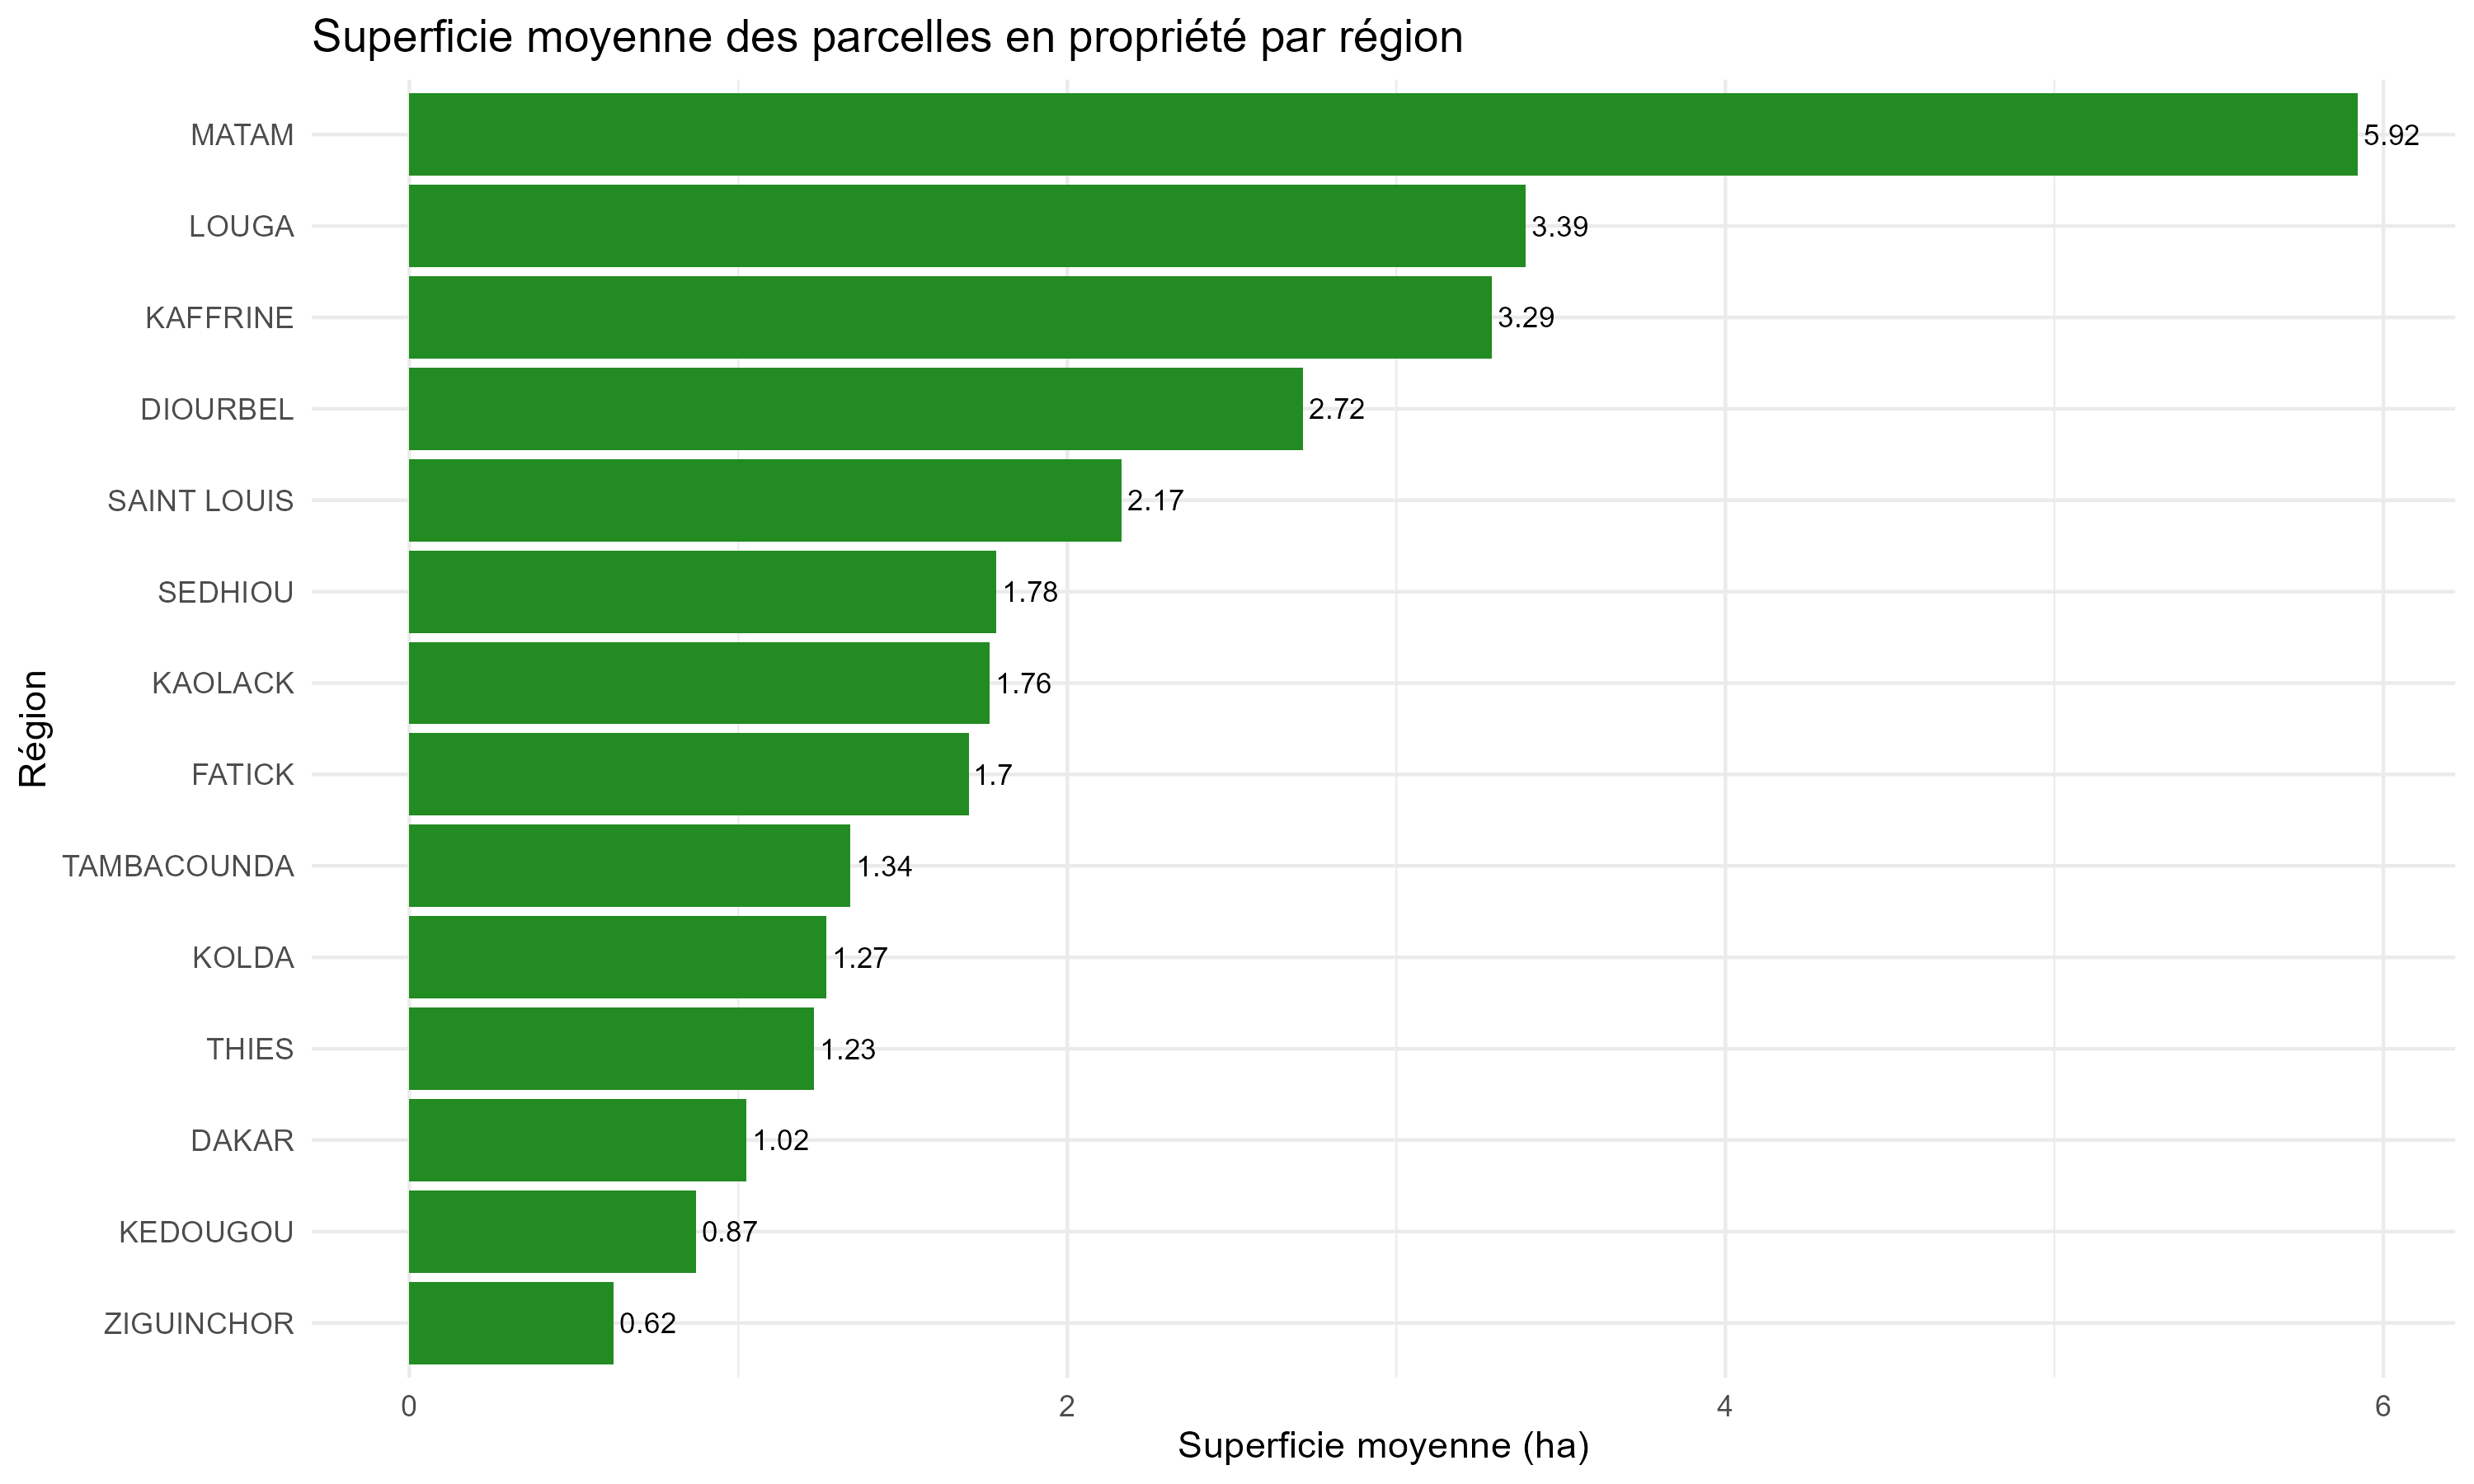 Superficie moyenne des parcelles en propriété par région
Région
MATAM 5.92
LOUGA 3.39
KAFFRINE 3.29
DIOURBEL 2.72
SAINT LOUIS 2.17
SEDHIOU 1.78
KAOLACK 1.76
FATICK 1.7
TAMBACOUNDA 1.34
KOLDA 1.27
THIES 1.23
DAKAR 1.02
KEDOUGOU 0.87
ZIGUINCHOR 0.62
0 2 4 6
Superficie moyenne (ha)